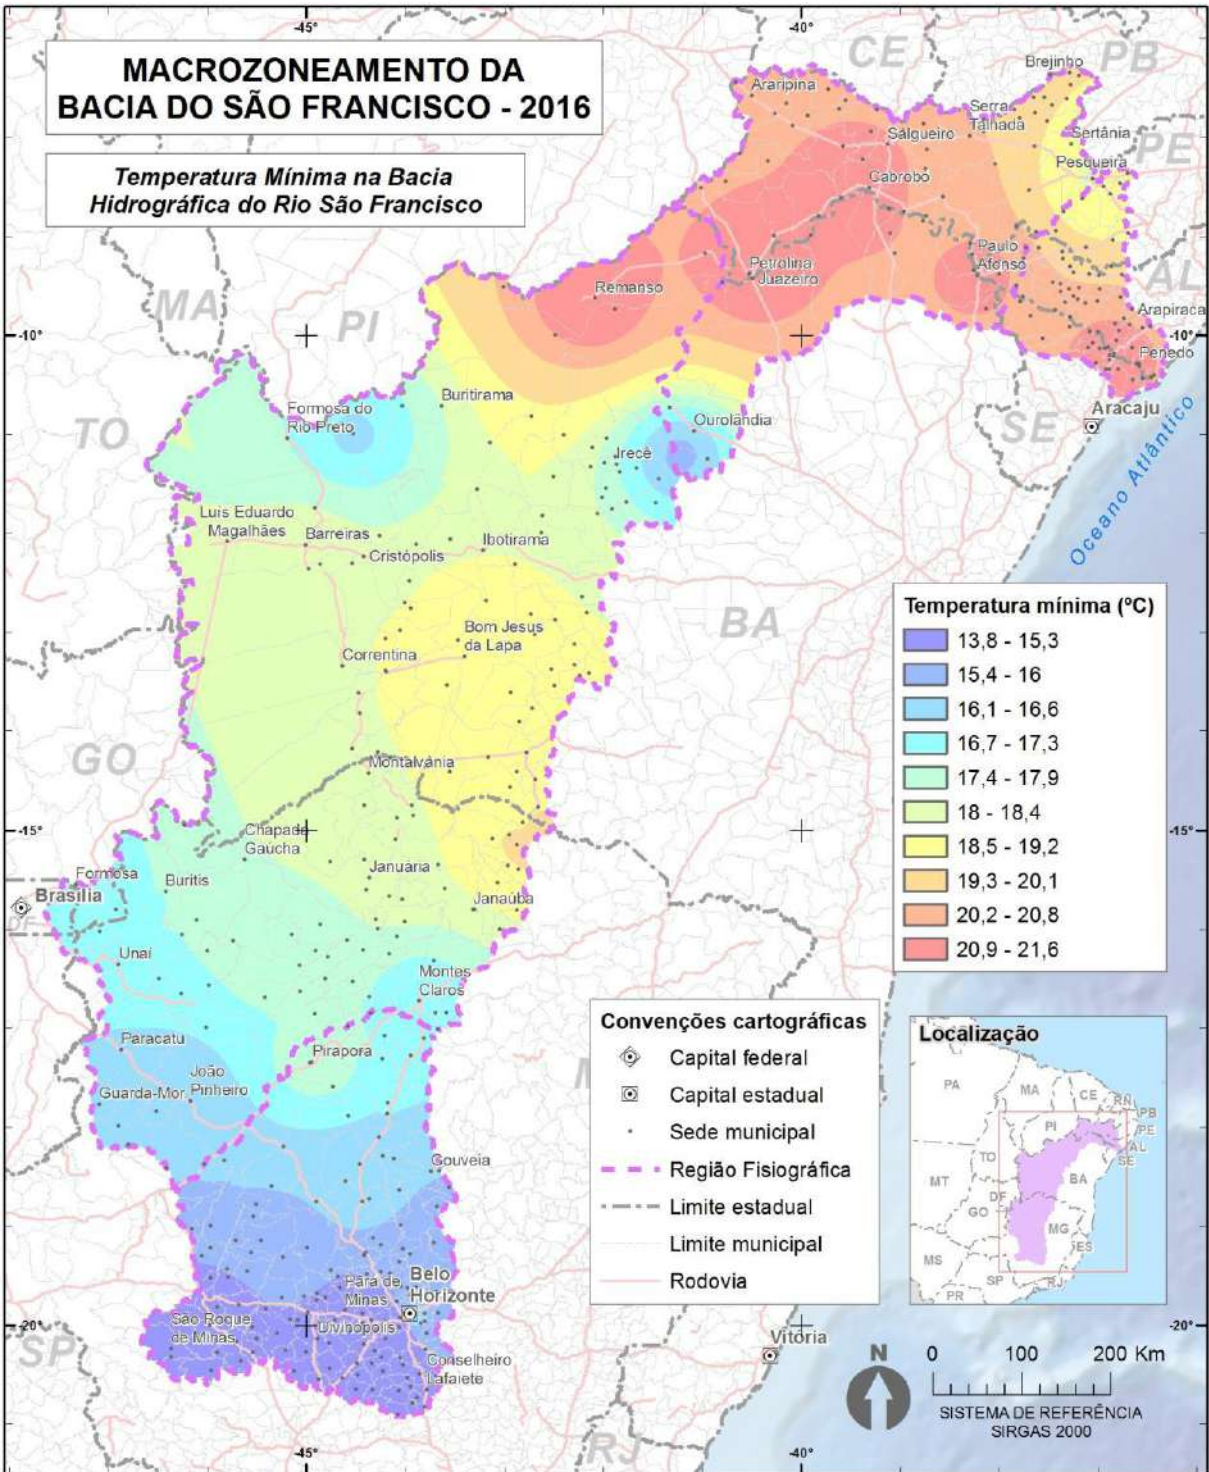 -45°
-40°
MACROZONEAMENTO DA
BACIA DO SÃO FRANCISCO - 2016
Temperatura Mínima na Bacia
Hidrográfica do Rio São Francisco
CE
PB
PE
AL
MA
PI
TO
SE
BA
GO
DF
SP
RJ
Brejinho
Araripina
Serra
Talhada
Salgueiro
Sertânia
Pesqueira
Cabrobó
Paulo
Afonso
Petrolina
Juazeiro
Remanso
Arapiraca
Penedo
-10°
-10°
Aracaju
Oceano Atlântico
Buritirama
Formosa do
Rio Preto
Ourolândia
Irecê
Luis Eduardo
Magalhães
Barreiras
Cristópolis
Ibotirama
Bom Jesus
da Lapa
Correntina
Montalvânia
-15°
-15°
Chapada
Gaúcha
Januária
Janaúba
Formosa
Buritis
Brasília
Unaí
Montes
Claros
Paracatu
Pirapora
João
Pinheiro
Guarda-Mor
Gouveia
Belo
Horizonte
Pará de
Minas
São Roque
de Minas
Divinópolis
Conselheiro
Lafaiete
-20°
-20°
Vitória
Temperatura mínima (ºC)
13,8 - 15,3
15,4 - 16
16,1 - 16,6
16,7 - 17,3
17,4 - 17,9
18 - 18,4
18,5 - 19,2
19,3 - 20,1
20,2 - 20,8
20,9 - 21,6
Convenções cartográficas
Capital federal
Capital estadual
Sede municipal
Região Fisiográfica
Limite estadual
Limite municipal
Rodovia
Localização
PA
MA
CE
RN
PB
PI
PE
AL
SE
TO
BA
MT
DF
GO
MG
ES
MS
SP
RJ
PR
N
0 100 200 Km
SISTEMA DE REFERÊNCIA
SIRGAS 2000
-45°
-40°